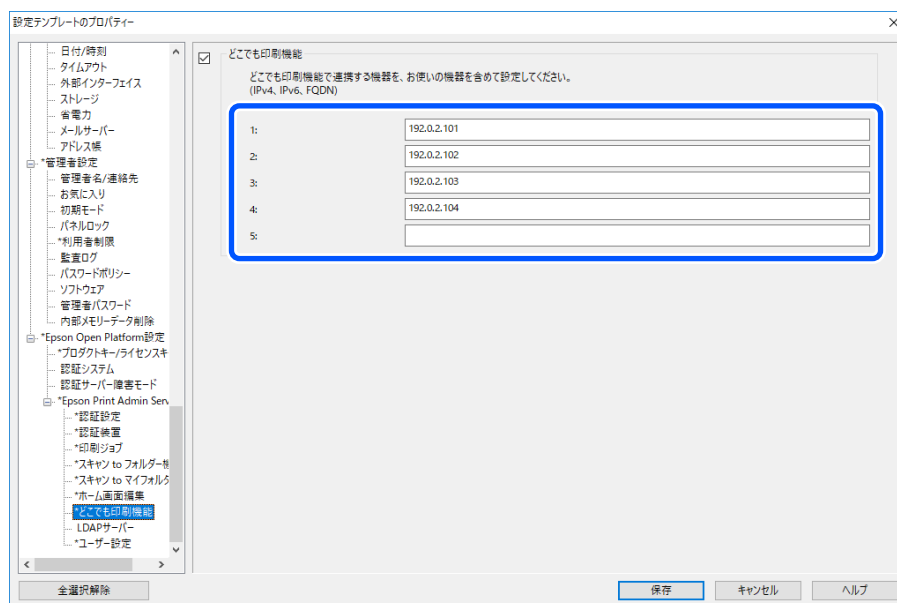 設定テンプレートのプロパティー
日付/時刻
タイムアウト
外部インターフェイス
ストレージ
省電力
メールサーバー
アドレス帳
*管理者設定
管理者名/連絡先
お気に入り
初期モード
パネルロック
*利用者制限
監査ログ
パスワードポリシー
ソフトウェア
管理者パスワード
内部メモリーデータ削除
*Epson Open Platform設定
*プロダクトキー/ライセンスキ
認証システム
認証サーバー障害モード
*Epson Print Admin Serv
*認証設定
*認証装置
*印刷ジョブ
*スキャン to フォルダー機
*スキャン to マイフォルダ
*ホーム画面編集
*どこでも印刷機能
LDAPサーバー
*ユーザー設定
どこでも印刷機能
どこでも印刷機能で連携する機器を、お使いの機器を含めて設定してください。
(IPv4、IPv6、FQDN)
1: 192.0.2.101
2: 192.0.2.102
3: 192.0.2.103
4: 192.0.2.104
5:
全選択解除
保存
キャンセル
ヘルプ